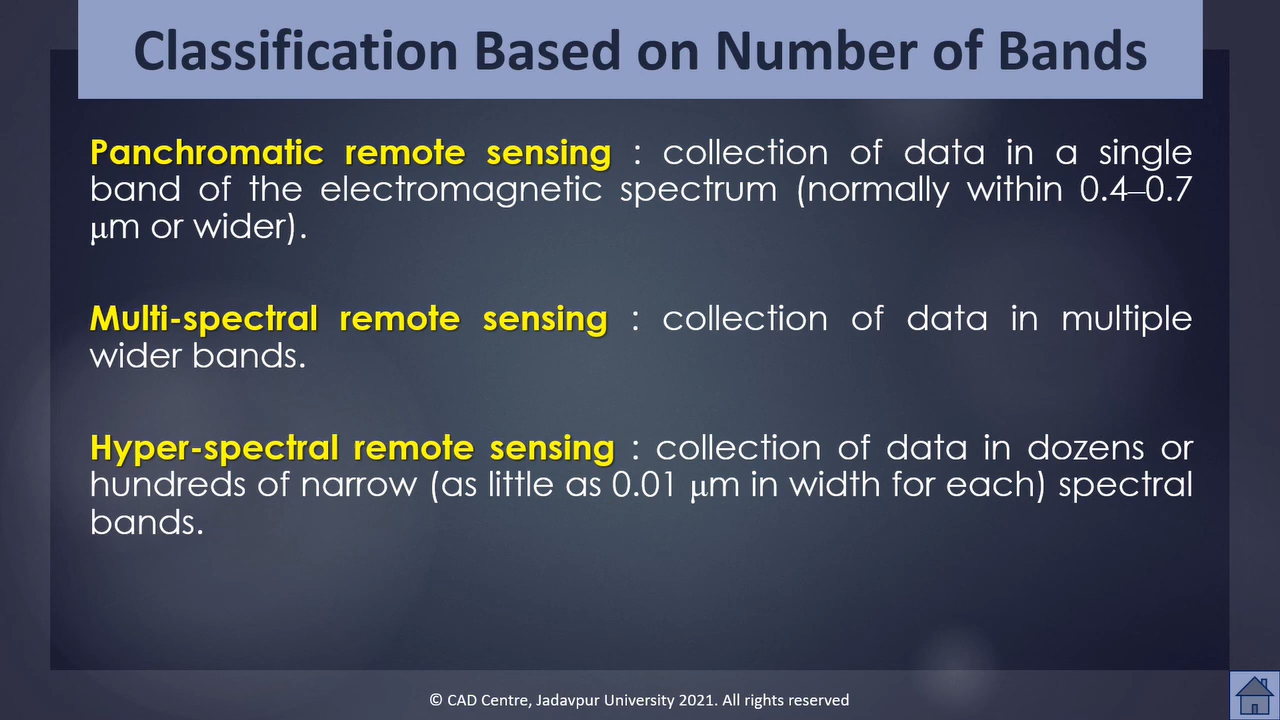 Classification Based on Number of Bands
Panchromatic remote sensing : collection of data in a single
band of the electromagnetic spectrum (normally within 0.4–0.7
μm or wider).
Multi-spectral remote sensing : collection of data in multiple
wider bands.
Hyper-spectral remote sensing : collection of data in dozens or
hundreds of narrow (as little as 0.01 μm in width for each) spectral
bands.
© CAD Centre, Jadavpur University 2021. All rights reserved